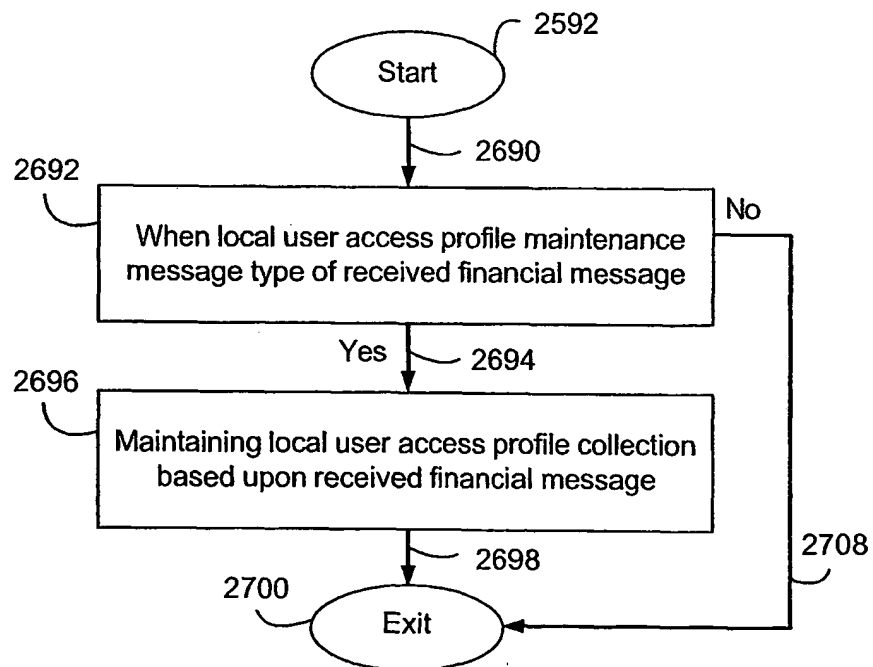 2592
Start
2690
2692
No
When local user access profile maintenance
message type of received financial message
Yes
2694
2696
Maintaining local user access profile collection
based upon received financial message
2698
2708
2700
Exit